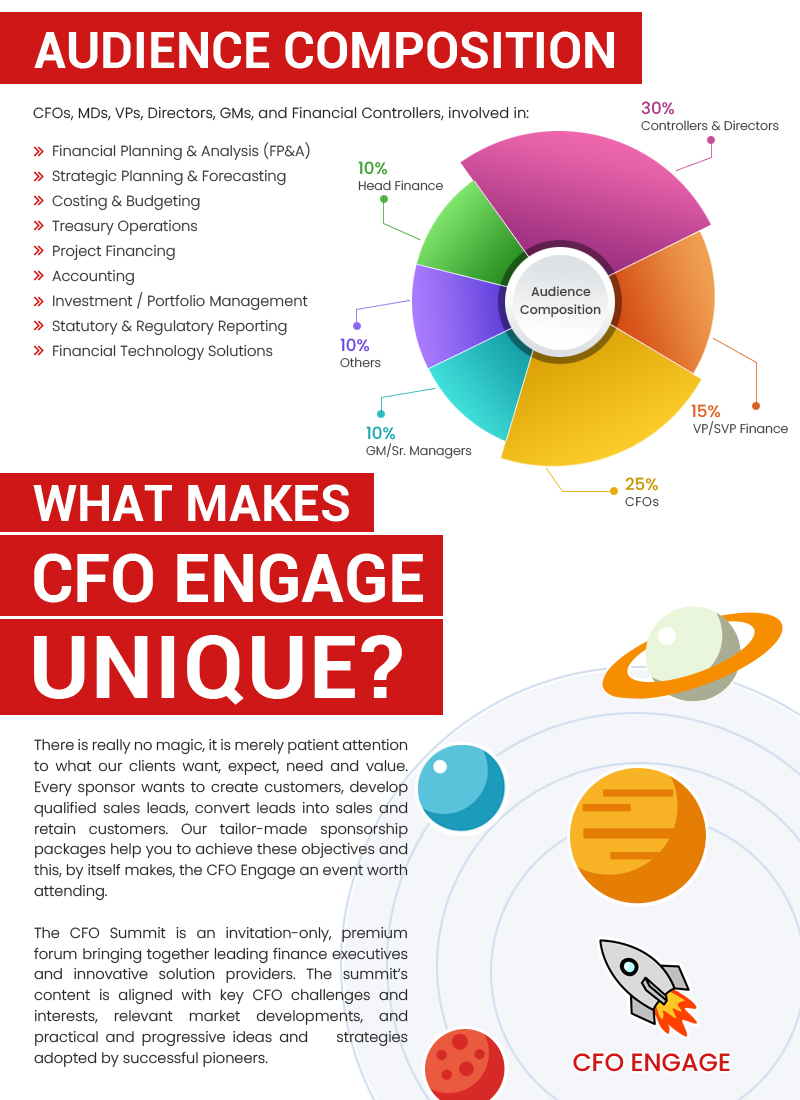 AUDIENCE COMPOSITION
CFOs, MDs, VPs, Directors, GMs, and Financial Controllers, involved in:
Financial Planning & Analysis (FP&A)
Strategic Planning & Forecasting
Costing & Budgeting
Treasury Operations
Project Financing
Accounting
Investment / Portfolio Management
Statutory & Regulatory Reporting
Financial Technology Solutions
30%
Controllers & Directors
10%
Head Finance
Audience
Composition
10%
Others
15%
VP/SVP Finance
10%
GM/Sr. Managers
25%
CFOs
WHAT MAKES
CFO ENGAGE
UNIQUE?
There is really no magic, it is merely patient attention
to what our clients want, expect, need and value.
Every sponsor wants to create customers, develop
qualified sales leads, convert leads into sales and
retain customers. Our tailor-made sponsorship
packages help you to achieve these objectives and
this, by itself makes, the CFO Engage an event worth
attending.
The CFO Summit is an invitation-only, premium
forum bringing together leading finance executives
and innovative solution providers. The summit's
content is aligned with key CFO challenges and
interests, relevant market developments, and
practical and progressive ideas and strategies
adopted by successful pioneers.
CFO ENGAGE